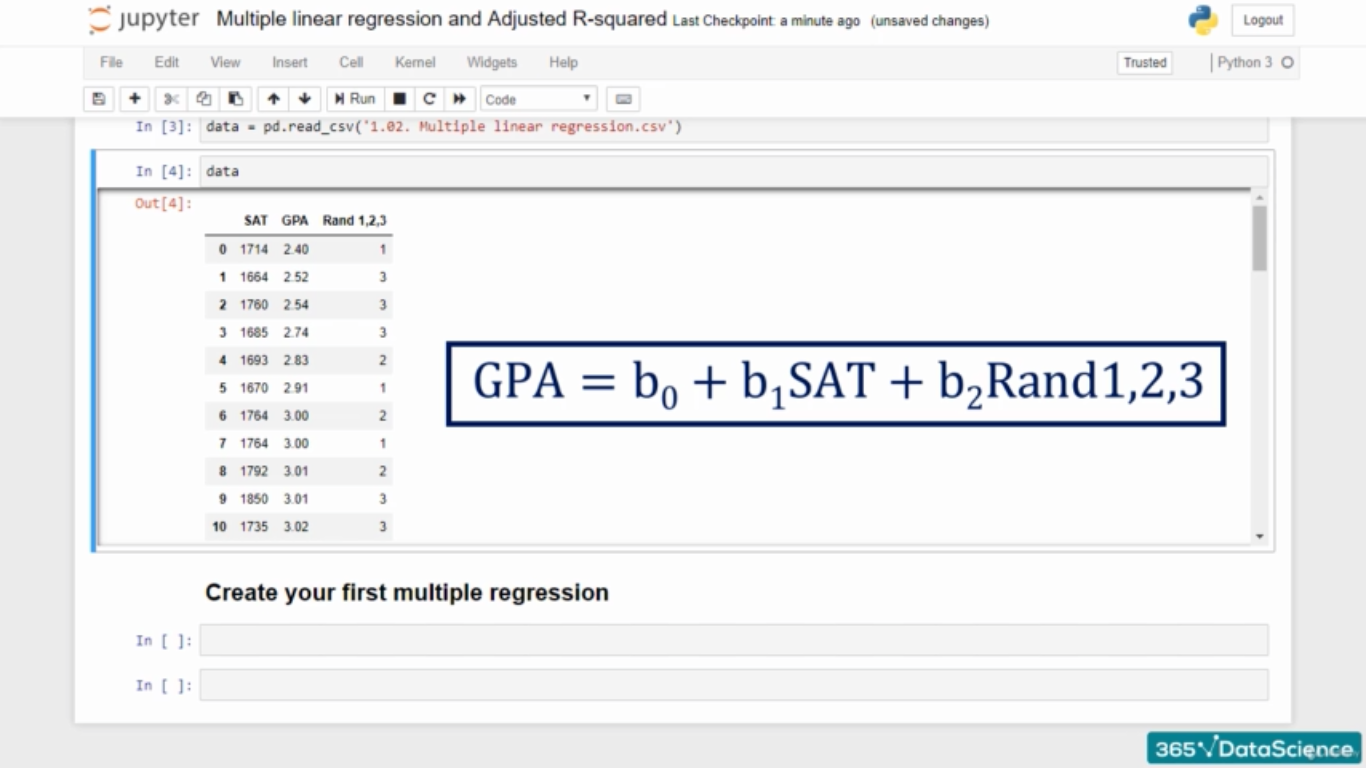 jupyter Multiple linear regression and Adjusted R-squared Last Checkpoint: a minute ago (unsaved changes) Logout
File Edit View Insert Cell Kernel Widgets Help Trusted Python 3
Run Code
In [3]: data = pd.read_csv('1.02. Multiple linear regression.csv')
In [4]: data
Out[4]:
SAT GPA Rand 1,2,3
0 1714 2.40 1
1 1664 2.52 3
2 1760 2.54 3
3 1685 2.74 3
4 1693 2.83 2
5 1670 2.91 1
6 1764 3.00 2
7 1764 3.00 1
8 1792 3.01 2
9 1850 3.01 3
10 1735 3.02 3
GPA = b₀ + b₁SAT + b₂Rand1,2,3
Create your first multiple regression
In [ ]:
In [ ]:
365 DataScience